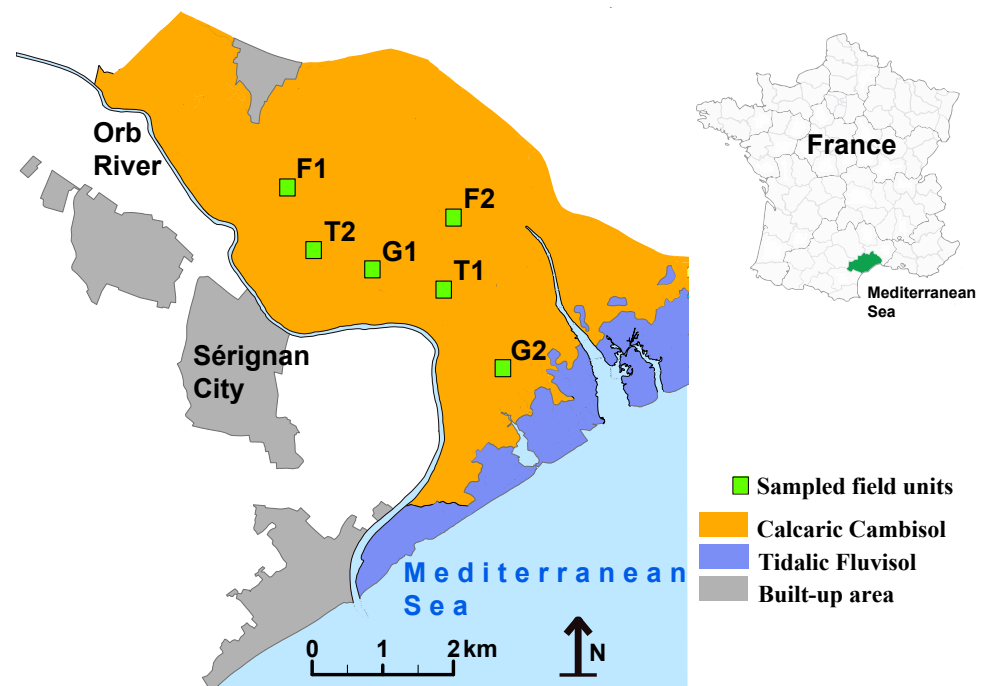 Orb
River
F1
F2
T2
G1
T1
G2
Sérignan
City
Mediterranean
Sea
0 1 2 km
N
France
Mediterranean
Sea
Sampled field units
Calcaric Cambisol
Tidalic Fluvisol
Built-up area